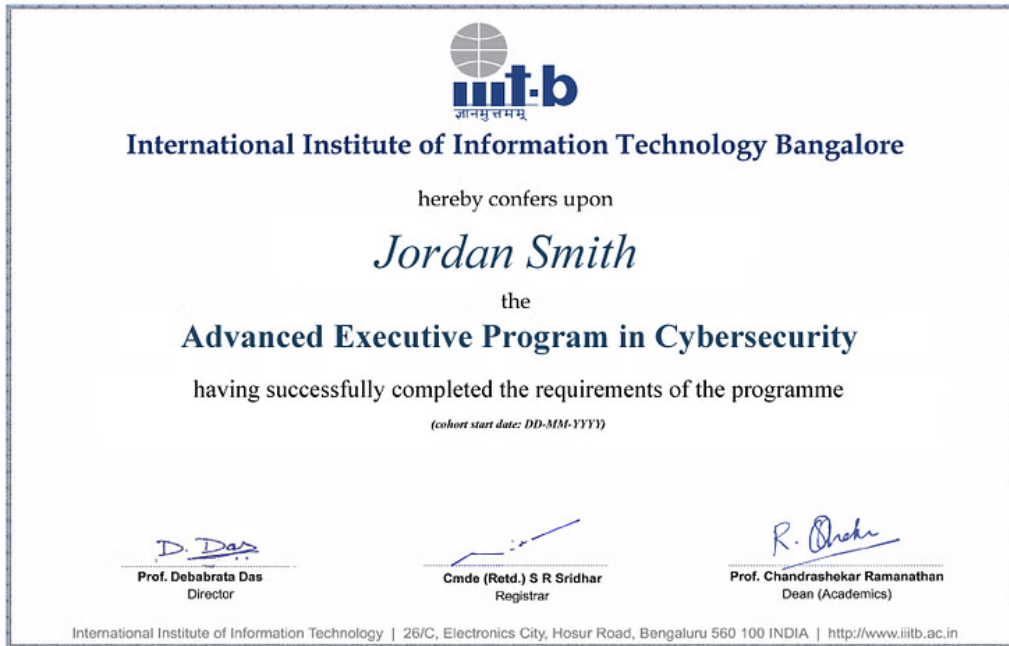 iiit-b
ज्ञानमुत्तमम्
International Institute of Information Technology Bangalore
hereby confers upon
Jordan Smith
the
Advanced Executive Program in Cybersecurity
having successfully completed the requirements of the programme
(cohort start date: DD-MM-YYYY)
D. Das
R. Shekr
Prof. Debabrata Das
Cmde (Retd.) S R Sridhar
Prof. Chandrashekar Ramanathan
Director
Registrar
Dean (Academics)
International Institute of Information Technology | 26/C, Electronics City, Hosur Road, Bengaluru 560 100 INDIA | http://www.iiitb.ac.in